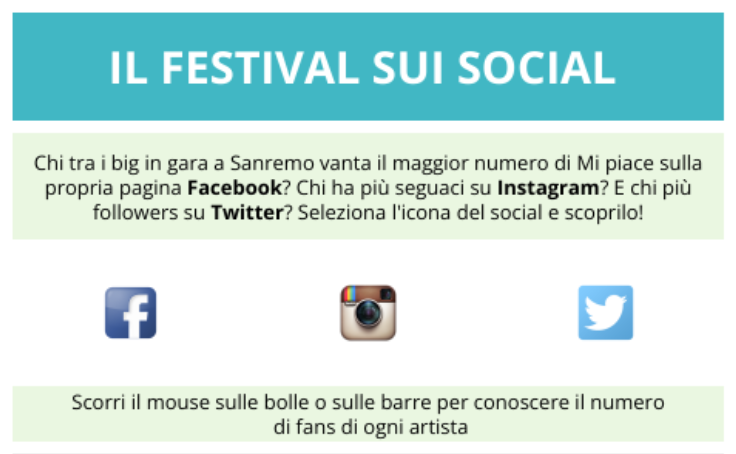 IL FESTIVAL SUI SOCIAL
Chi tra i big in gara a Sanremo vanta il maggior numero di Mi piace sulla
propria pagina Facebook? Chi ha più seguaci su Instagram? E chi più
followers su Twitter? Seleziona l'icona del social e scoprilo!
Scorri il mouse sulle bolle o sulle barre per conoscere il numero
di fans di ogni artista